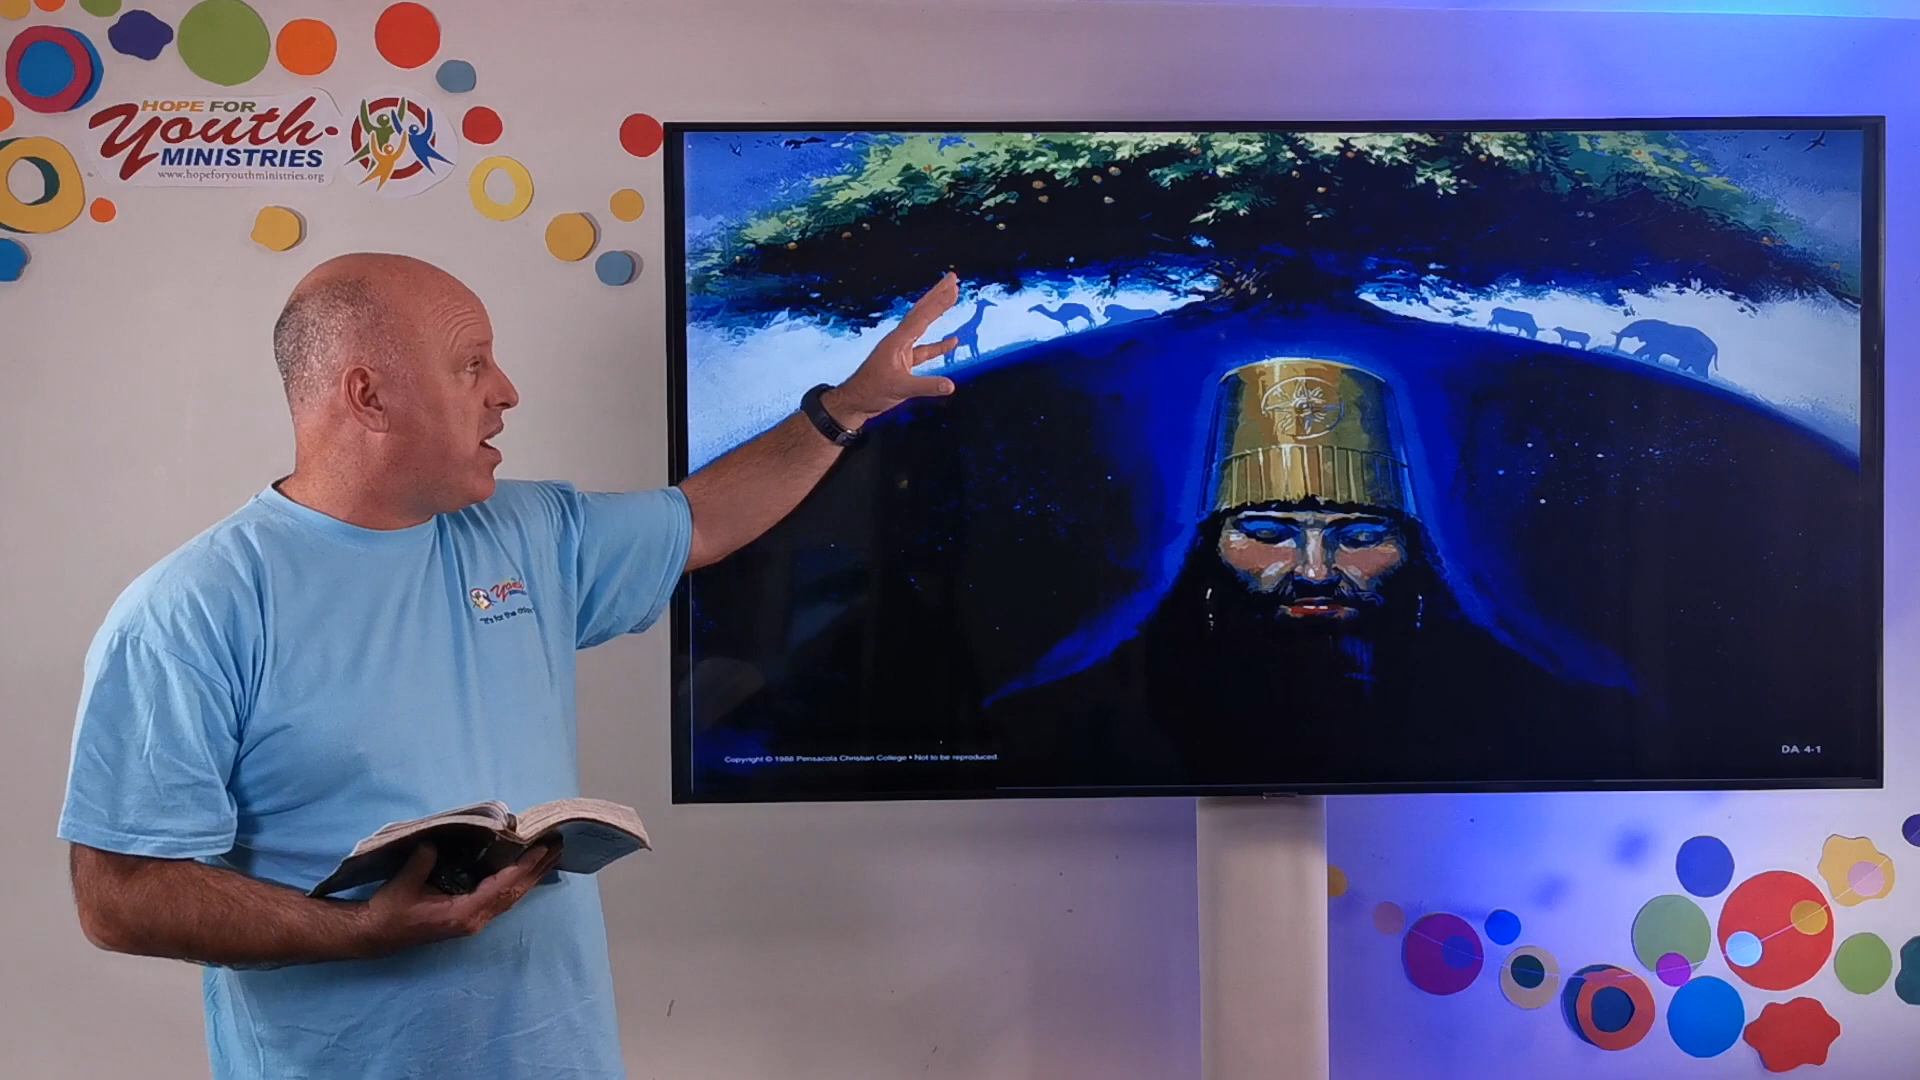 HOPE FOR
Youth
MINISTRIES
www.hopeforyouthministries.org
Copyright © 1988 Pensacola Christian College • Not to be reproduced.
DA 4-1